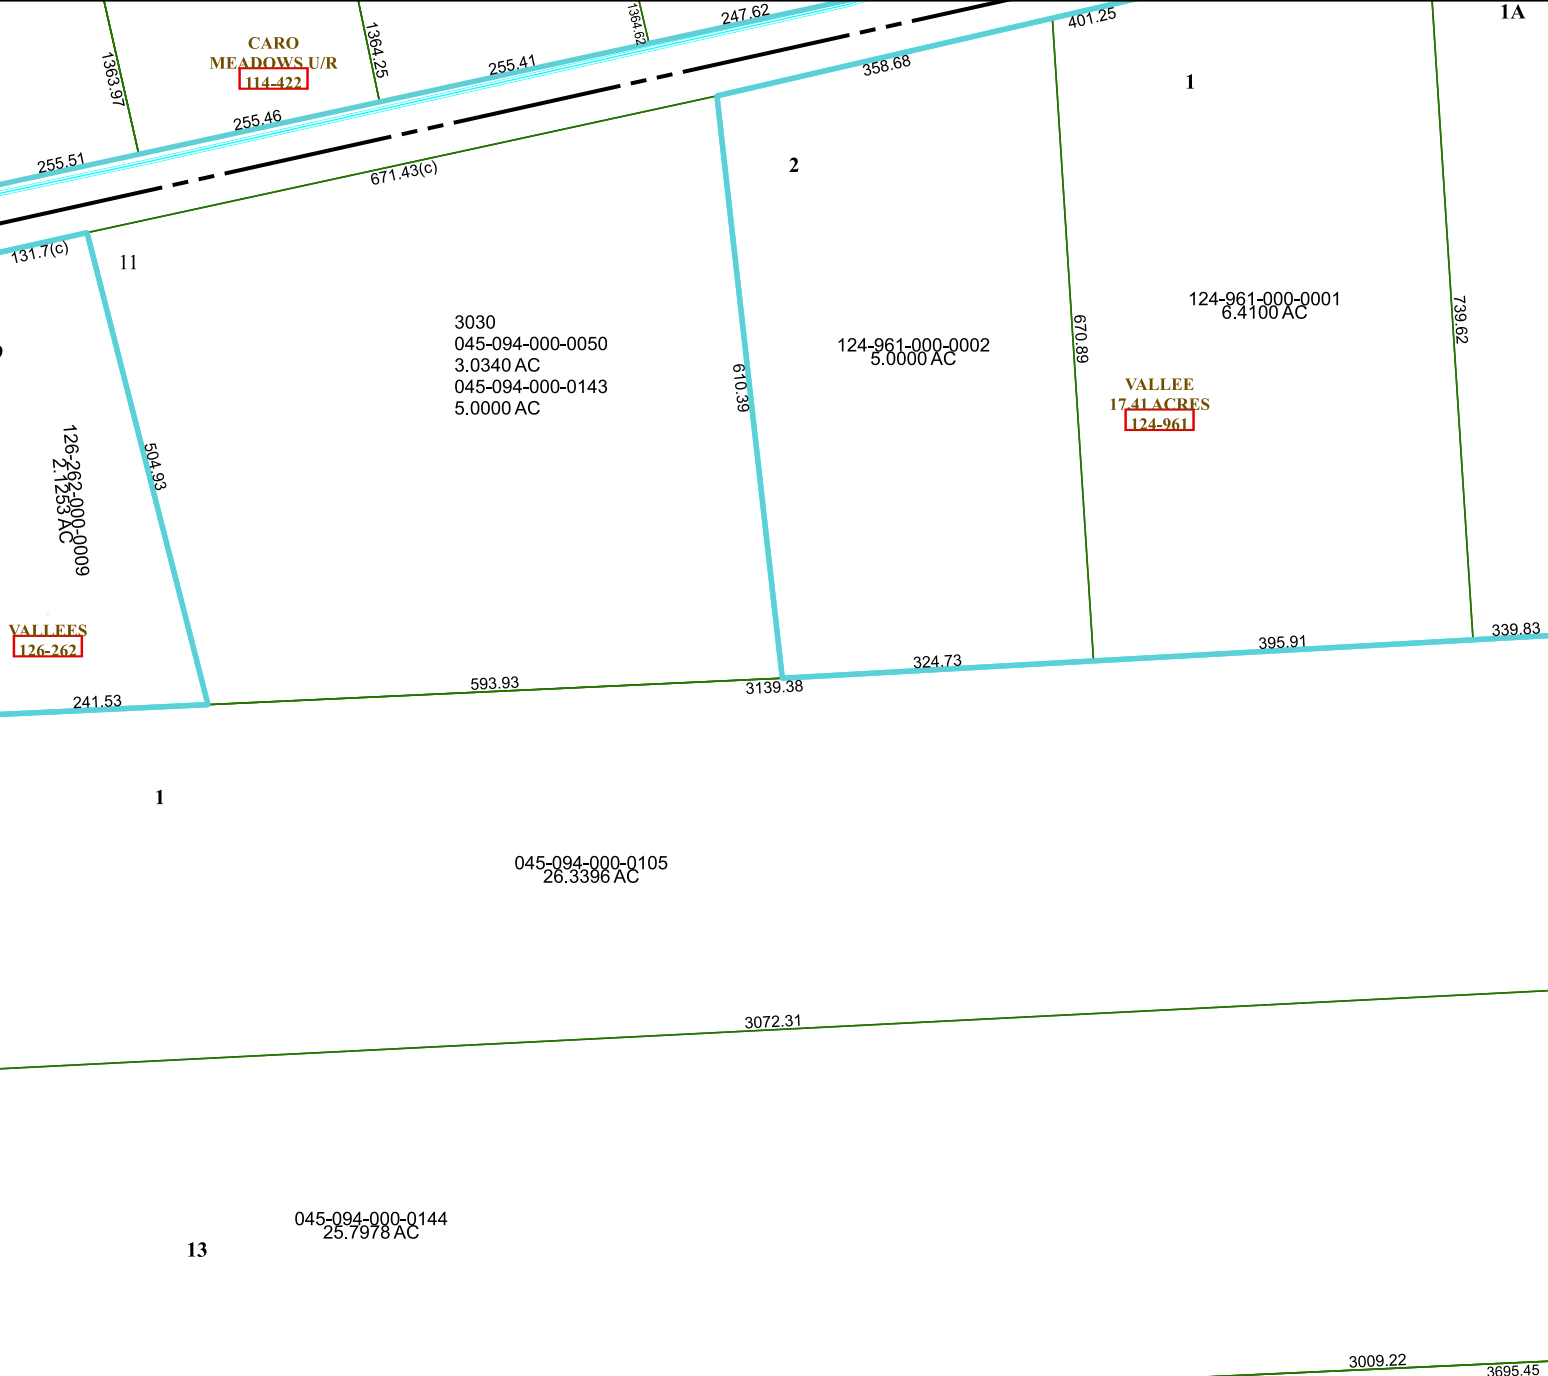 1A
CARO
MEADOWS U/R
114-422
1363.97
1364.25
1364.62
247.62
401.25
255.41
358.68
1
255.46
255.51
671.43(c)
2
131.7(c)
11
124-961-000-0001
6.4100 AC
739.62
3030
045-094-000-0050
3.0340 AC
045-094-000-0143
5.0000 AC
124-961-000-0002
5.0000 AC
670.89
610.39
VALLEE
17.41 ACRES
124-961
504.93
126-262-000-0009
2.1253 AC
VALLEES
126-262
339.83
395.91
324.73
593.93
3139.38
241.53
1
045-094-000-0105
26.3396 AC
3072.31
045-094-000-0144
25.7978 AC
13
3009.22
3695.45